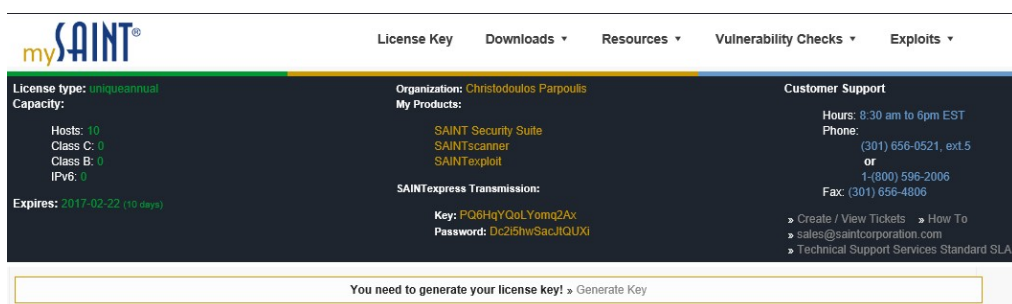 mySAINT®
License Key Downloads ▾ Resources ▾ Vulnerability Checks ▾ Exploits ▾
License type: uniqueannual
Capacity:
Hosts: 10
Class C: 0
Class B: 0
IPv6: 0
Expires: 2017-02-22 (10 days)
Organization: Christodoulos Parpoulis
My Products:
SAINT Security Suite
SAINTscanner
SAINTexploit
SAINTexpress Transmission:
Key: PQ6HqYQoLYomq2Ax
Password: Dc2i5hwSacJtQUXi
Customer Support
Hours: 8:30 am to 6pm EST
Phone:
(301) 656-0521, ext.5
or
1-(800) 596-2006
Fax: (301) 656-4806
» Create / View Tickets » How To
» sales@saintcorporation.com
» Technical Support Services Standard SLA
You need to generate your license key! » Generate Key